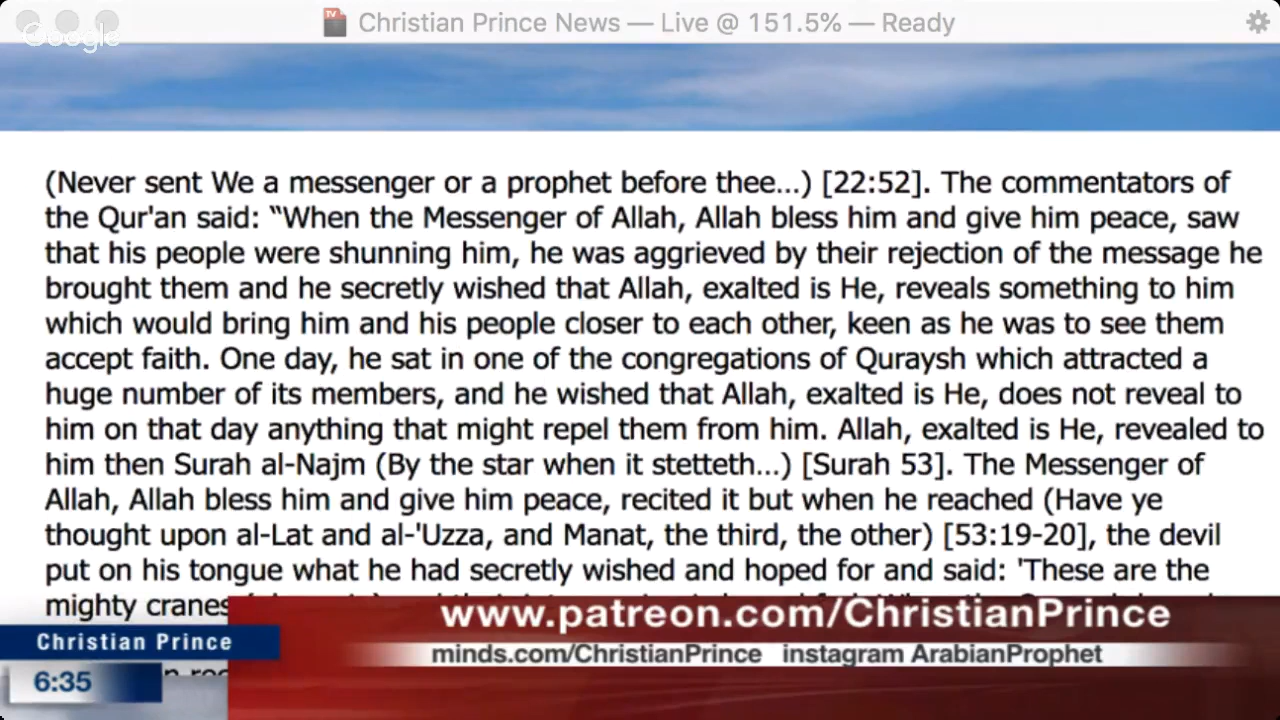 Google
TV
Christian Prince News — Live @ 151.5% — Ready
(Never sent We a messenger or a prophet before thee...) [22:52]. The commentators of
the Qur'an said: “When the Messenger of Allah, Allah bless him and give him peace, saw
that his people were shunning him, he was aggrieved by their rejection of the message he
brought them and he secretly wished that Allah, exalted is He, reveals something to him
which would bring him and his people closer to each other, keen as he was to see them
accept faith. One day, he sat in one of the congregations of Quraysh which attracted a
huge number of its members, and he wished that Allah, exalted is He, does not reveal to
him on that day anything that might repel them from him. Allah, exalted is He, revealed to
him then Surah al-Najm (By the star when it stetteth...) [Surah 53]. The Messenger of
Allah, Allah bless him and give him peace, recited it but when he reached (Have ye
thought upon al-Lat and al-'Uzza, and Manat, the third, the other) [53:19-20], the devil
put on his tongue what he had secretly wished and hoped for and said: 'These are the
mighty cranes
www.patreon.com/ChristianPrince
Christian Prince
minds.com/ChristianPrince instagram ArabianProphet
6:35